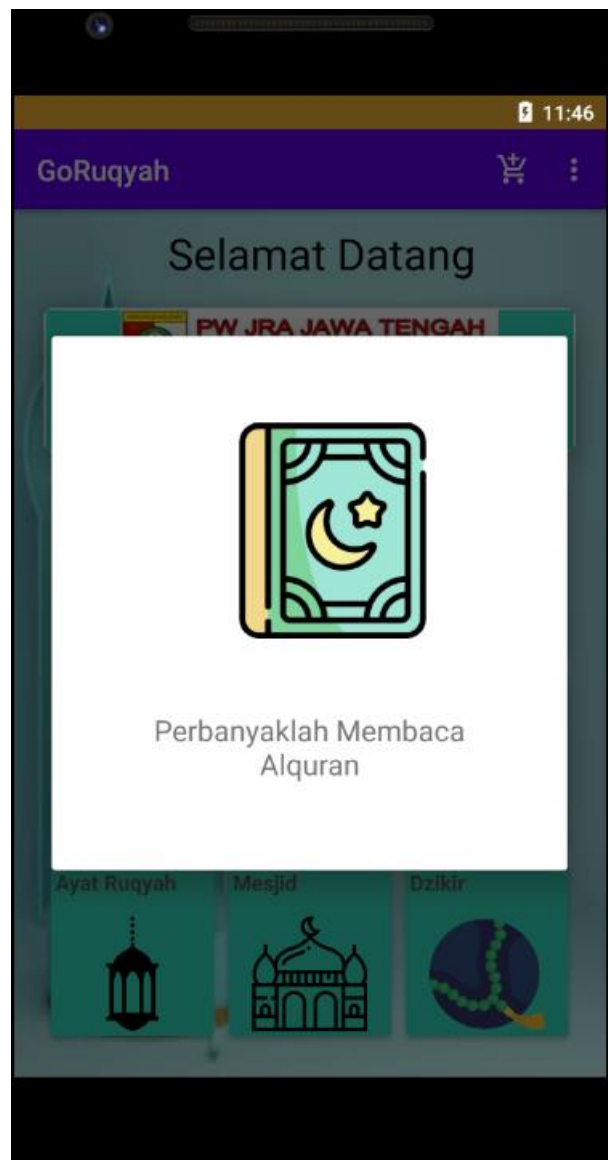 11:46
GoRuqyah
Selamat Datang
PW JRA JAWA TENGAH
Perbanyaklah Membaca
Alquran
Ayat Ruqyah Mesjid Dzikir